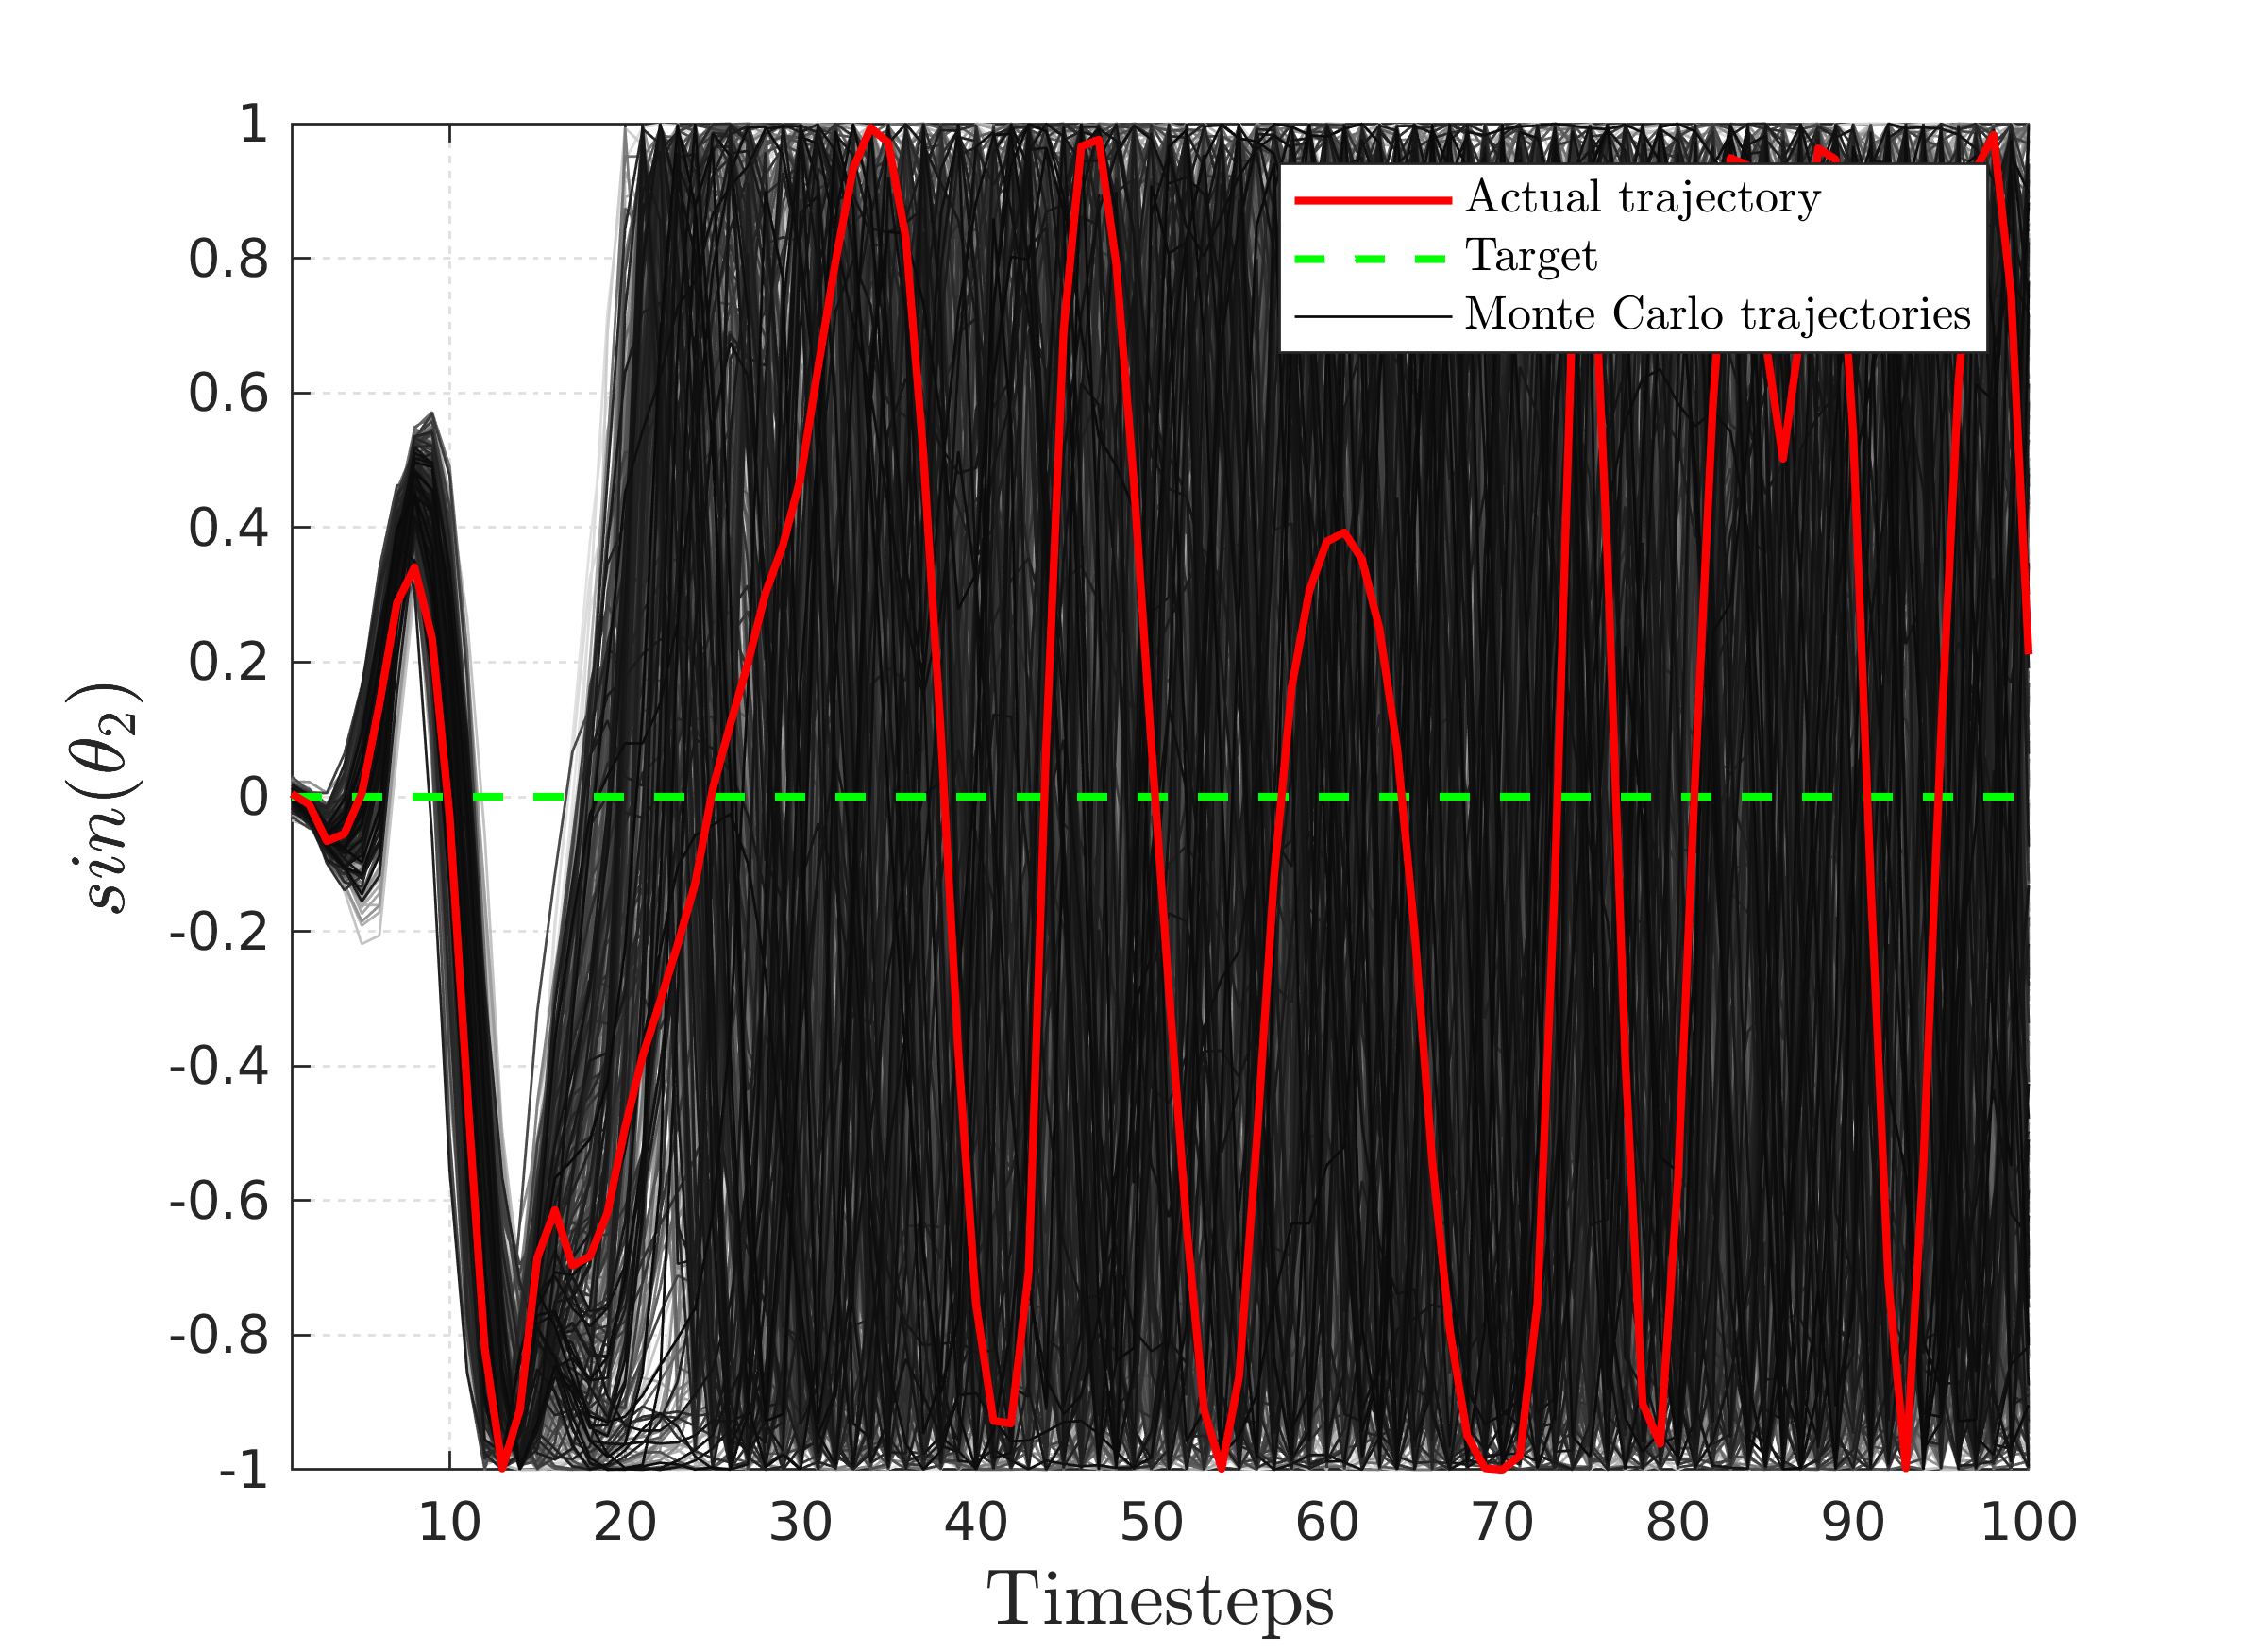 1
0.8
0.6
0.4
0.2
0
-0.2
-0.4
-0.6
-0.8
-1
sin(θ2)
Actual trajectory
Target
Monte Carlo trajectories
10 20 30 40 50 60 70 80 90 100
Timesteps